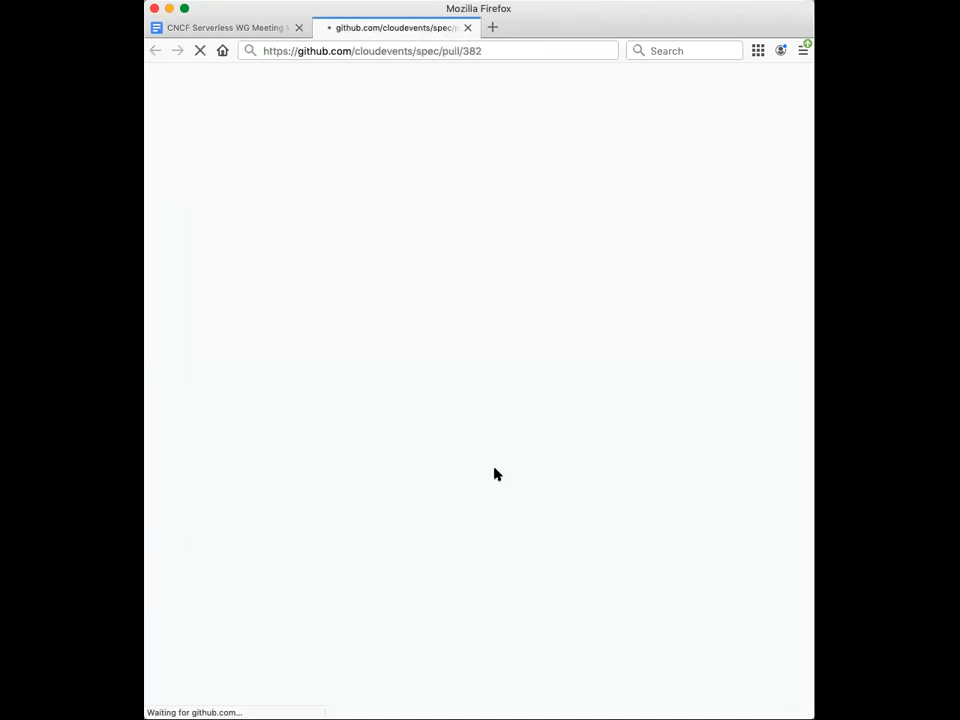 Mozilla Firefox
CNCF Serverless WG Meeting
github.com/cloudevents/spec/
https://github.com/cloudevents/spec/pull/382
Search
Waiting for github.com...